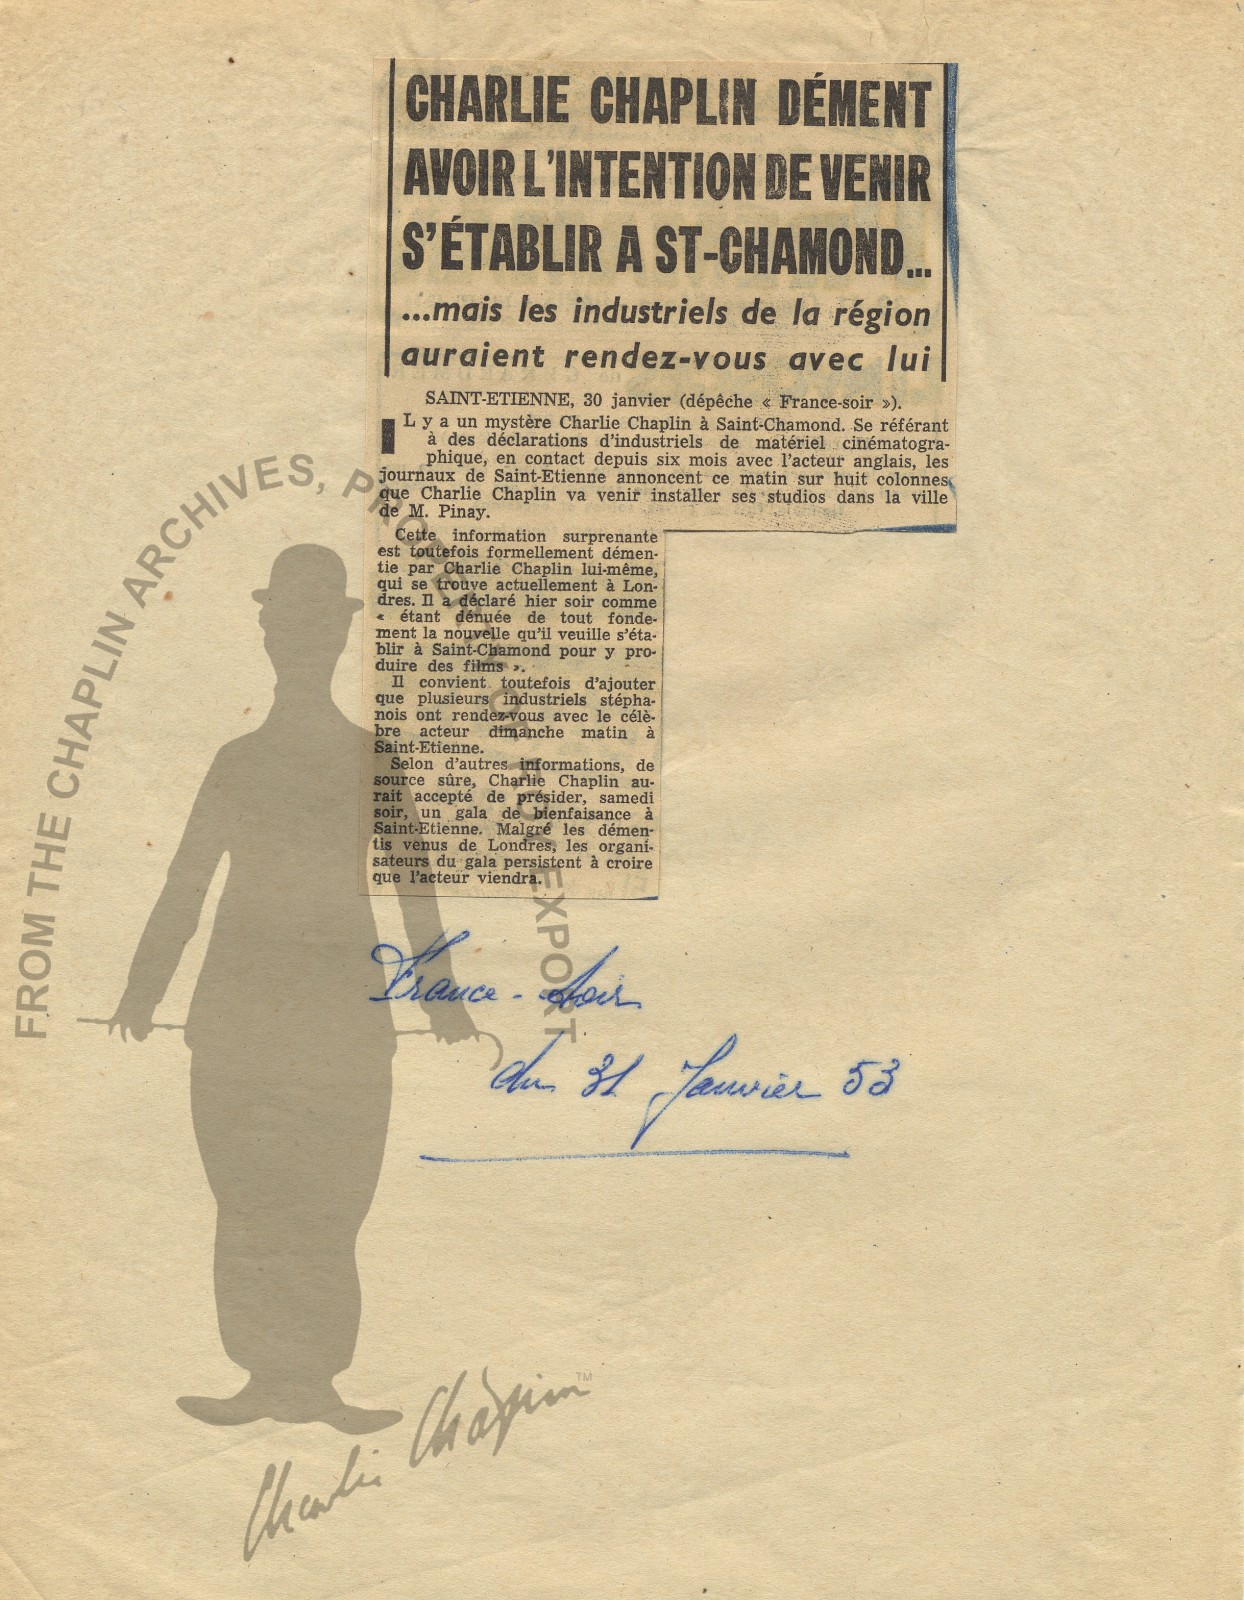 CHARLIE CHAPLIN DÉMENT
AVOIR L'INTENTION DE VENIR
S'ÉTABLIR A ST-CHAMOND...
...mais les industriels de la région
auraient rendez-vous avec lui
SAINT-ETIENNE, 30 janvier (dépêche « France-soir »).
IL y a un mystère Charlie Chaplin à Saint-Chamond. Se référant
à des déclarations d'industriels de matériel cinématogra-
phique, en contact depuis six mois avec l'acteur anglais, les
journaux de Saint-Etienne annoncent ce matin sur huit colonnes
que Charlie Chaplin va venir installer ses studios dans la ville
de M. Pinay.
Cette information surprenante
est toutefois formellement démen-
tie par Charlie Chaplin lui-même,
qui se trouve actuellement à Lon-
dres. Il a déclaré hier soir comme
« étant dénuée de tout fonde-
ment la nouvelle qu'il veuille s'éta-
blir à Saint-Chamond pour y pro-
duire des films ».
Il convient toutefois d'ajouter
que plusieurs industriels stépha-
nois ont rendez-vous avec le célè-
bre acteur dimanche matin à
Saint-Etienne.
Selon d'autres informations, de
source sûre, Charlie Chaplin au-
rait accepté de présider, samedi
soir, un gala de bienfaisance à
Saint-Etienne. Malgré les démen-
tis venus de Londres, les organi-
sateurs du gala persistent à croire
que l'acteur viendra.
France-Soir
du 31 Janvier 53
FROM THE CHAPLIN ARCHIVES, PROPERTY OF ROY EXPORT
Charlie Chaplin™